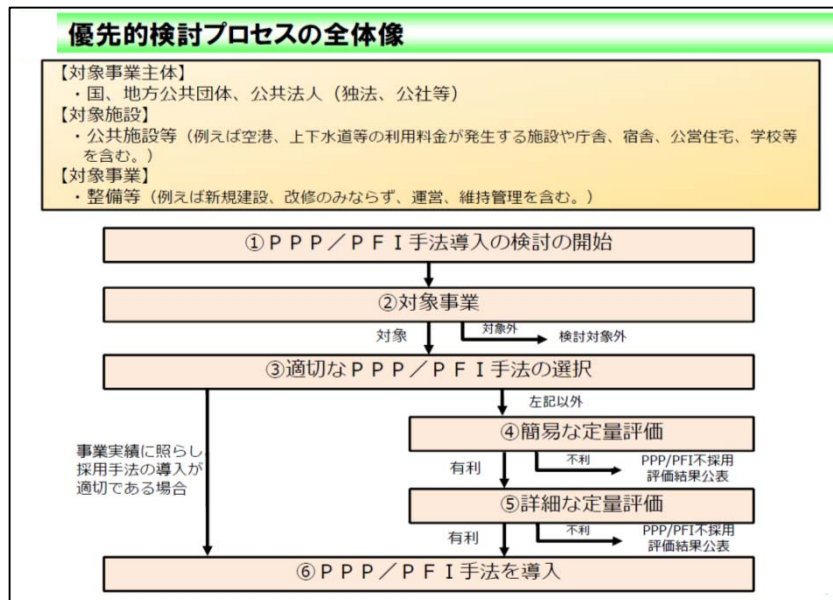 優先的検討プロセスの全体像
【対象事業主体】
・国、地方公共団体、公共法人（独法、公社等）
【対象施設】
・公共施設等（例えば空港、上下水道等の利用料金が発生する施設や庁舎、宿舎、公営住宅、学校等
を含む。）
【対象事業】
・整備等（例えば新規建設、改修のみならず、運営、維持管理を含む。）
①ＰＰＰ／ＰＦＩ手法導入の検討の開始
②対象事業
対象
対象外
検討対象外
③適切なＰＰＰ／ＰＦＩ手法の選択
左記以外
事業実績に照らし、
採用手法の導入が
適切である場合
④簡易な定量評価
有利
不利
PPP/PFI不採用
評価結果公表
⑤詳細な定量評価
有利
不利
PPP/PFI不採用
評価結果公表
⑥ＰＰＰ／ＰＦＩ手法を導入